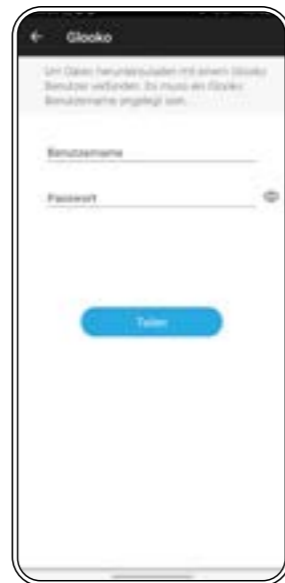 Glooko
Um Daten herunterzuladen mit einem Glooko
Benutzer verbinden. Es muss ein Glooko
Benutzername angelegt sein.
Benutzername
Passwort
Teilen